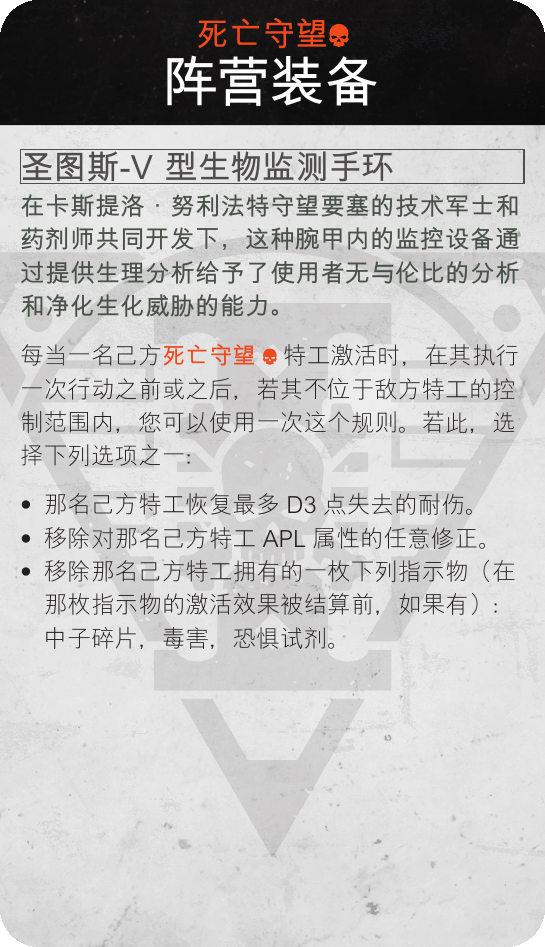 死亡守望
阵营装备
圣图斯-V 型生物监测手环
在卡斯提洛·努利法特守望要塞的技术军士和
药剂师共同开发下，这种腕甲内的监控设备通
过提供生理分析给予了使用者无与伦比的分析
和净化生化威胁的能力。
每当一名己方死亡守望特工激活时，在其执行
一次行动之前或之后，若其不位于敌方特工的控
制范围内，您可以使用一次这个规则。若此，选
择下列选项之一:
• 那名己方特工恢复最多 D3 点失去的耐伤。
• 移除对那名己方特工 APL 属性的任意修正。
• 移除那名己方特工拥有的一枚下列指示物（在
那枚指示物的激活效果被结算前，如果有）:
中子碎片，毒害，恐惧试剂。